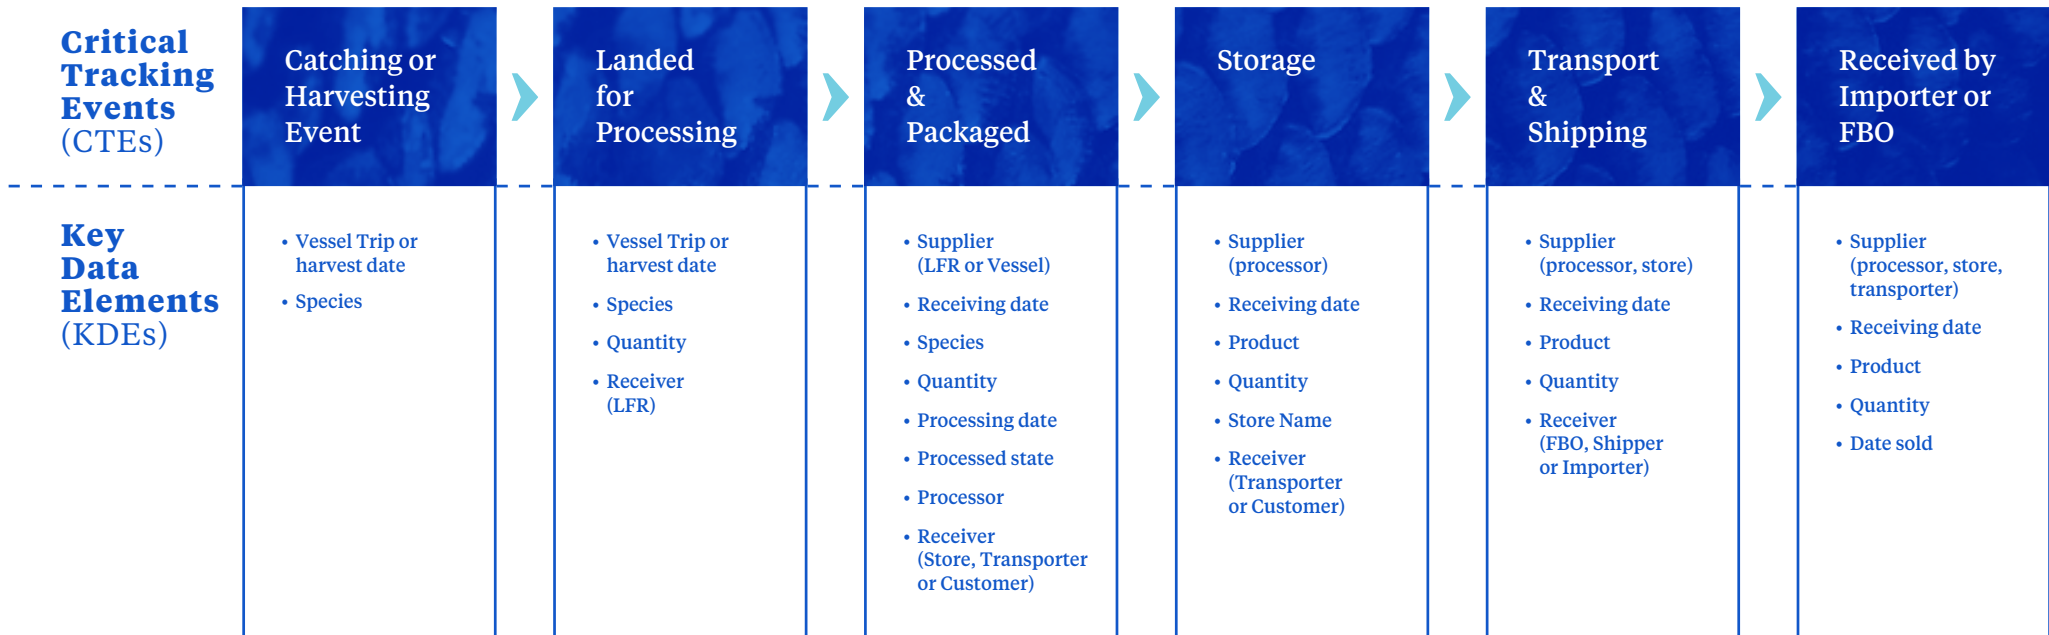 Critical
Tracking
Events
(CTEs)
Catching or
Harvesting
Event
Landed
for
Processing
Processed
&
Packaged
Storage
Transport
&
Shipping
Received by
Importer or
FBO
Key
Data
Elements
(KDEs)
• Vessel Trip or
harvest date
• Species
• Vessel Trip or
harvest date
• Species
• Quantity
• Receiver
(LFR)
• Supplier
(LFR or Vessel)
• Receiving date
• Species
• Quantity
• Processing date
• Processed state
• Processor
• Receiver
(Store, Transporter
or Customer)
• Supplier
(processor)
• Receiving date
• Product
• Quantity
• Store Name
• Receiver
(Transporter
or Customer)
• Supplier
(processor, store)
• Receiving date
• Product
• Quantity
• Receiver
(FBO, Shipper
or Importer)
• Supplier
(processor, store,
transporter)
• Receiving date
• Product
• Quantity
• Date sold